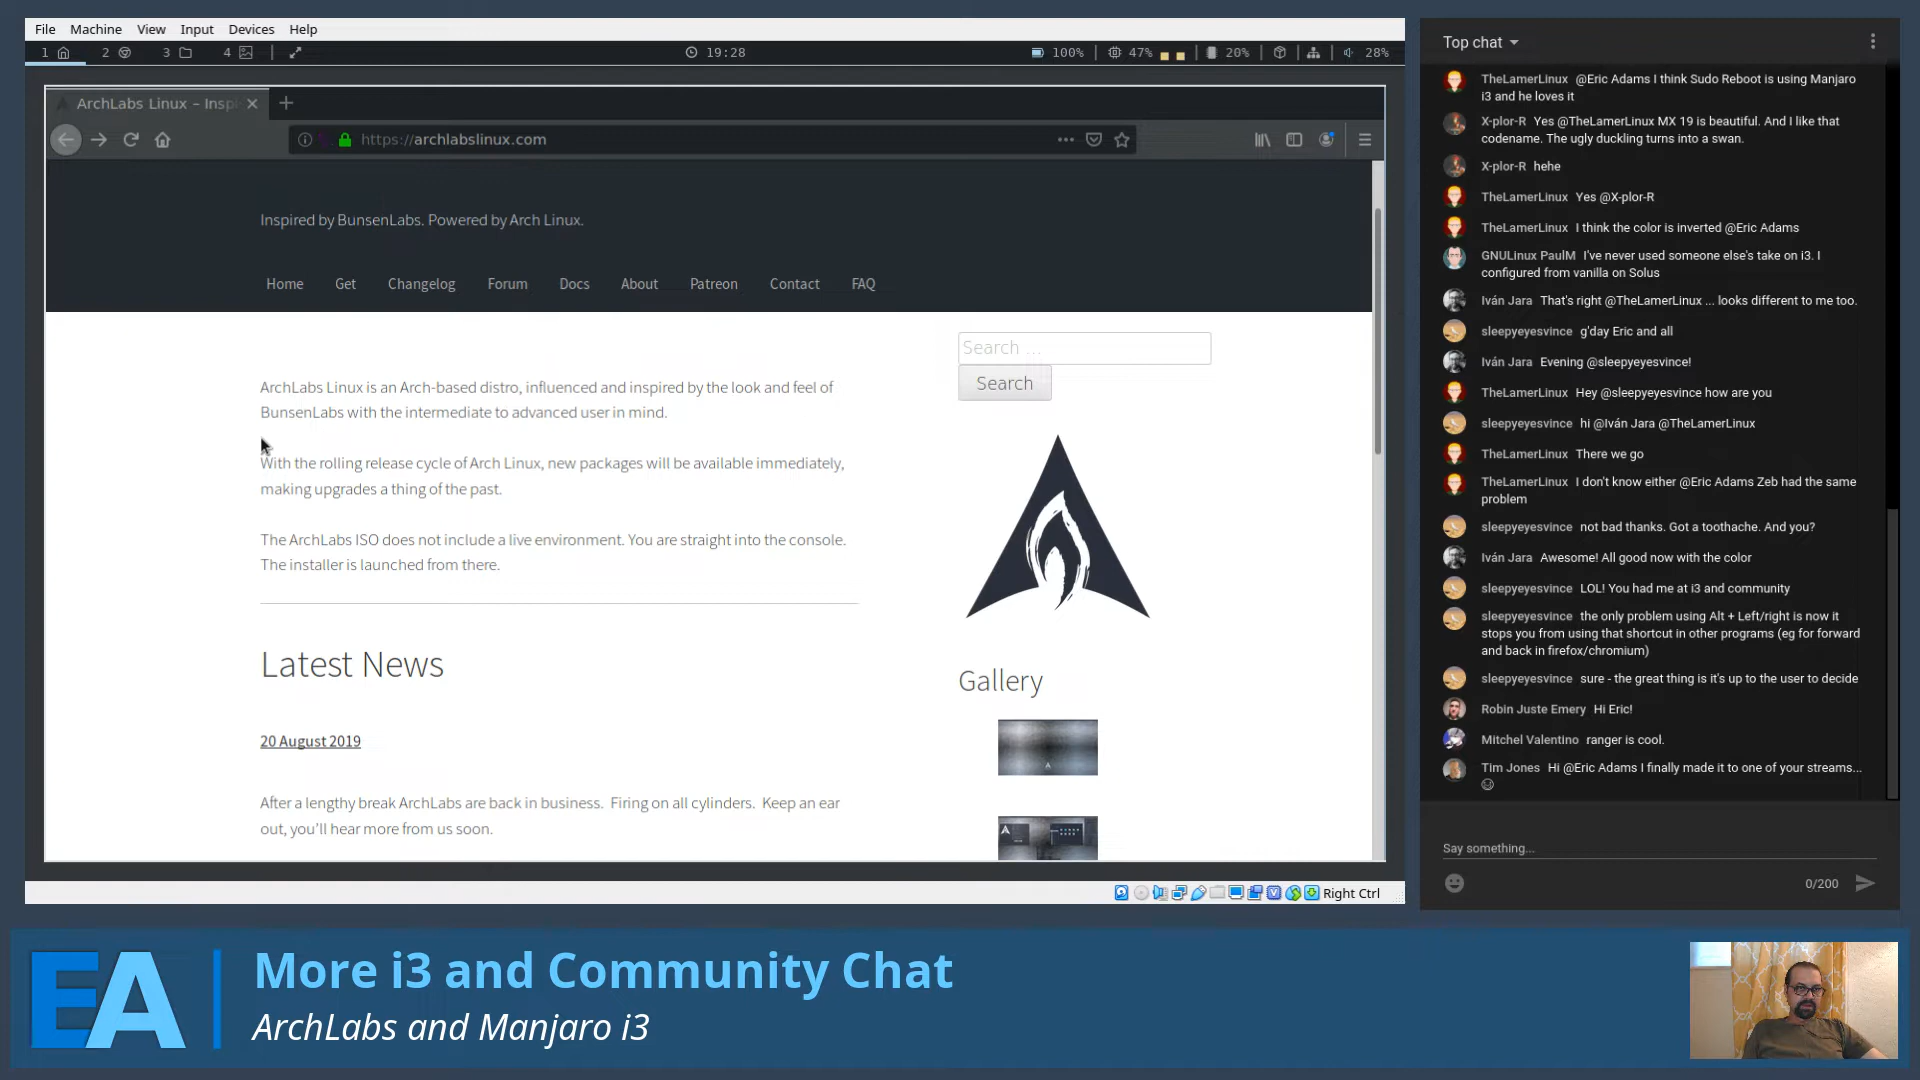 File Machine View Input Devices Help
1 2 3 4 19:28 100% 47% 20% 28%
ArchLabs Linux – Inspi
https://archlabslinux.com
Inspired by BunsenLabs. Powered by Arch Linux.
Home Get Changelog Forum Docs About Patreon Contact FAQ
ArchLabs Linux is an Arch-based distro, influenced and inspired by the look and feel of
BunsenLabs with the intermediate to advanced user in mind.
With the rolling release cycle of Arch Linux, new packages will be available immediately,
making upgrades a thing of the past.
The ArchLabs ISO does not include a live environment. You are straight into the console.
The installer is launched from there.
Latest News
20 August 2019
After a lengthy break ArchLabs are back in business. Firing on all cylinders. Keep an ear
out, you'll hear more from us soon.
Search ...
Search
Gallery
Right Ctrl
Top chat
TheLamerLinux @Eric Adams I think Sudo Reboot is using Manjaro
i3 and he loves it
X-plor-R Yes @TheLamerLinux MX 19 is beautiful. And I like that
codename. The ugly duckling turns into a swan.
X-plor-R hehe
TheLamerLinux Yes @X-plor-R
TheLamerLinux I think the color is inverted @Eric Adams
GNULinux PaulM I've never used someone else's take on i3. I
configured from vanilla on Solus
Iván Jara That's right @TheLamerLinux ... looks different to me too.
sleepyeyesvince g'day Eric and all
Iván Jara Evening @sleepyeyesvince!
TheLamerLinux Hey @sleepyeyesvince how are you
sleepyeyesvince hi @Iván Jara @TheLamerLinux
TheLamerLinux There we go
TheLamerLinux I don't know either @Eric Adams Zeb had the same
problem
sleepyeyesvince not bad thanks. Got a toothache. And you?
Iván Jara Awesome! All good now with the color
sleepyeyesvince LOL! You had me at i3 and community
sleepyeyesvince the only problem using Alt + Left/right is now it
stops you from using that shortcut in other programs (eg for forward
and back in firefox/chromium)
sleepyeyesvince sure - the great thing is it's up to the user to decide
Robin Juste Emery Hi Eric!
Mitchel Valentino ranger is cool.
Tim Jones Hi @Eric Adams I finally made it to one of your streams...
Say something...
0/200
EA
More i3 and Community Chat
ArchLabs and Manjaro i3